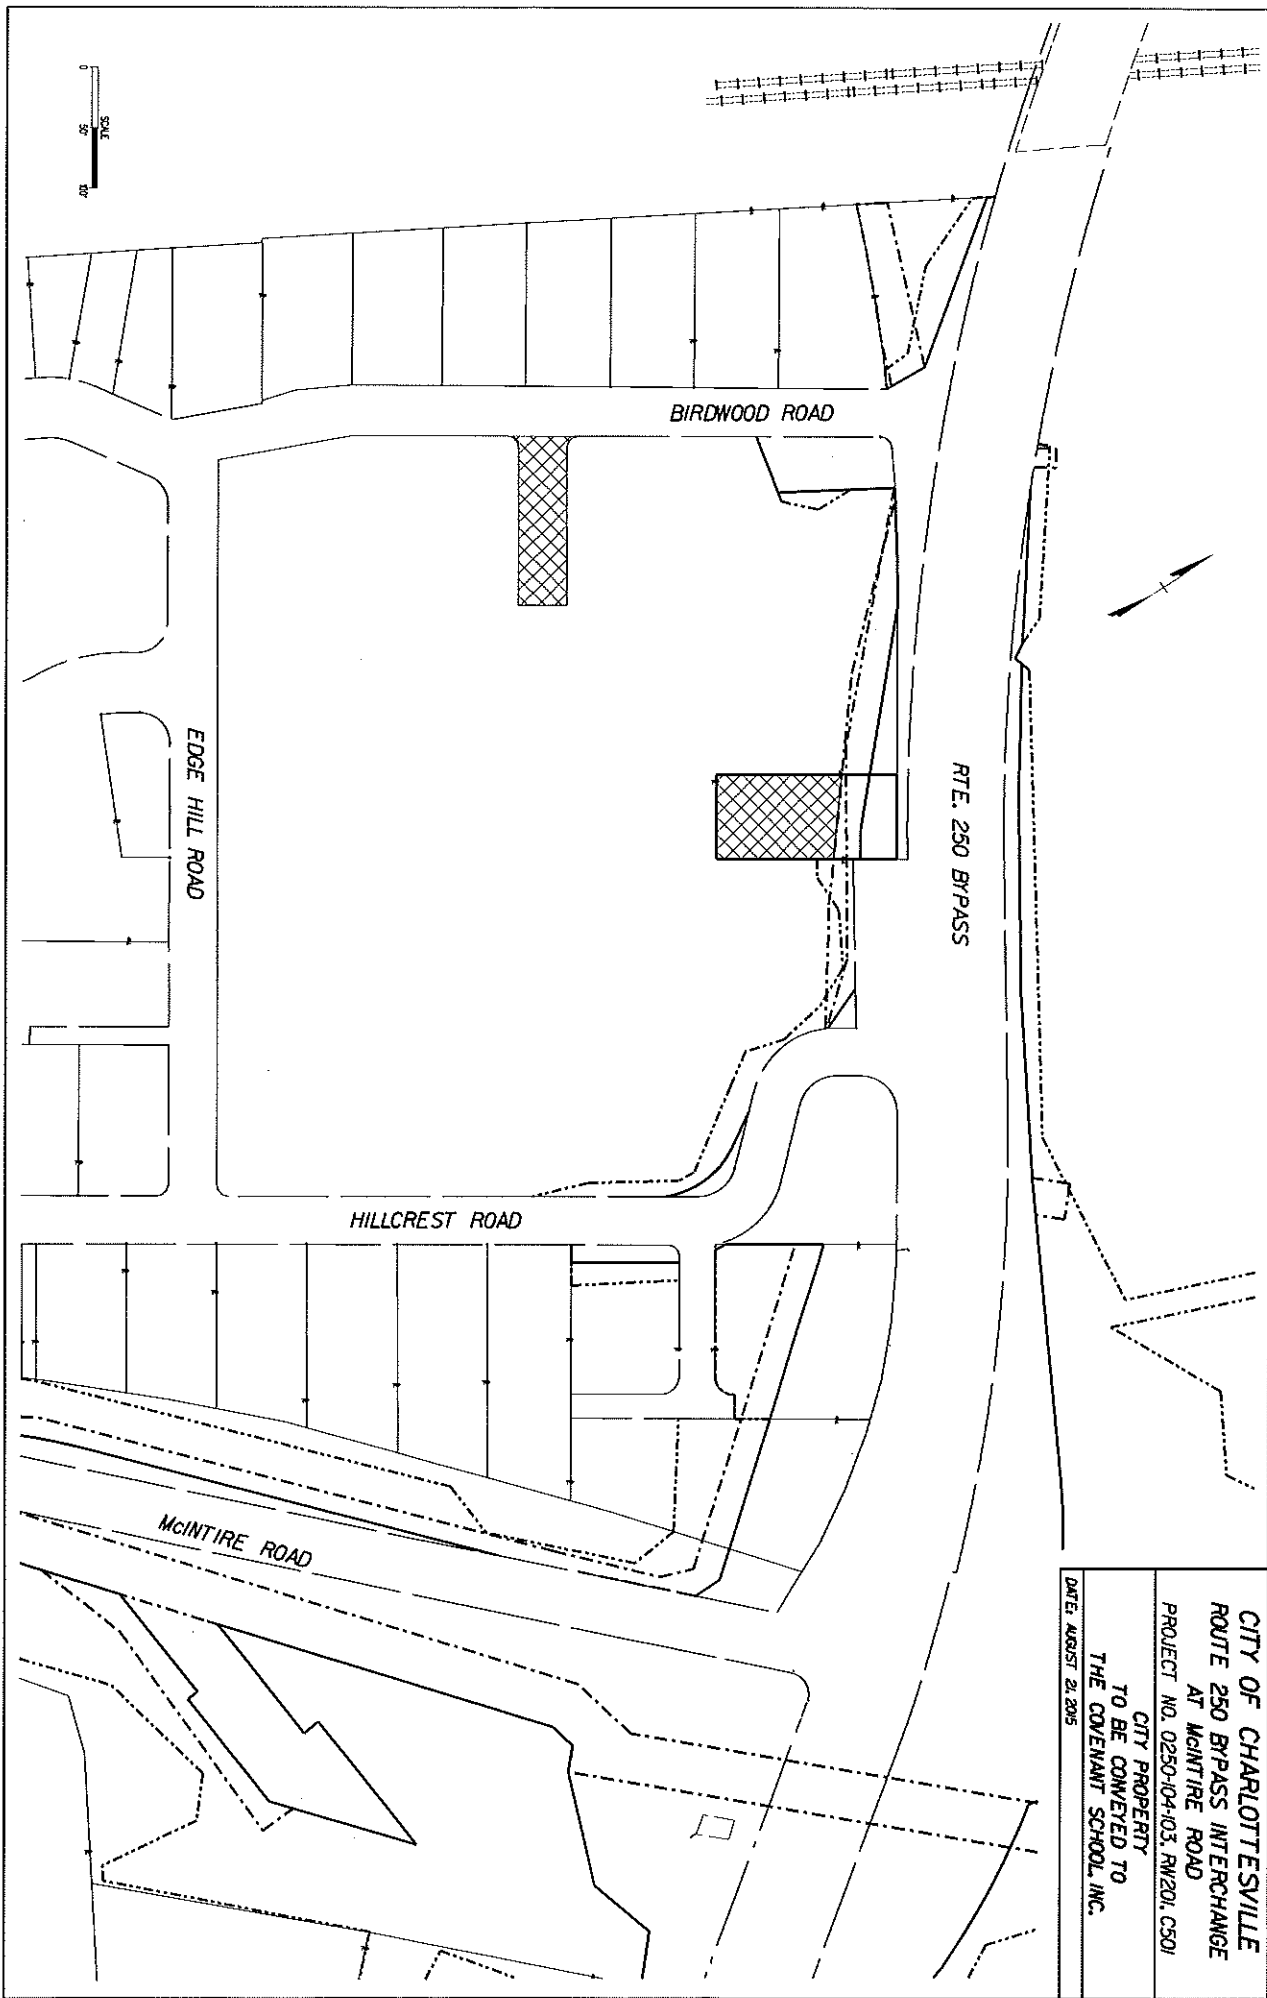 CITY OF CHARLOTTESVILLE
ROUTE 250 BYPASS INTERCHANGE
AT McINTIRE ROAD
PROJECT NO. 0250-104-103, RW201, C501
CITY PROPERTY
TO BE CONVEYED TO
THE COVENANT SCHOOL, INC.
DATE: AUGUST 21, 2015
SCALE
0 50' 100'
BIRDWOOD ROAD
EDGE HILL ROAD
RTE. 250 BYPASS
HILLCREST ROAD
McINTIRE ROAD